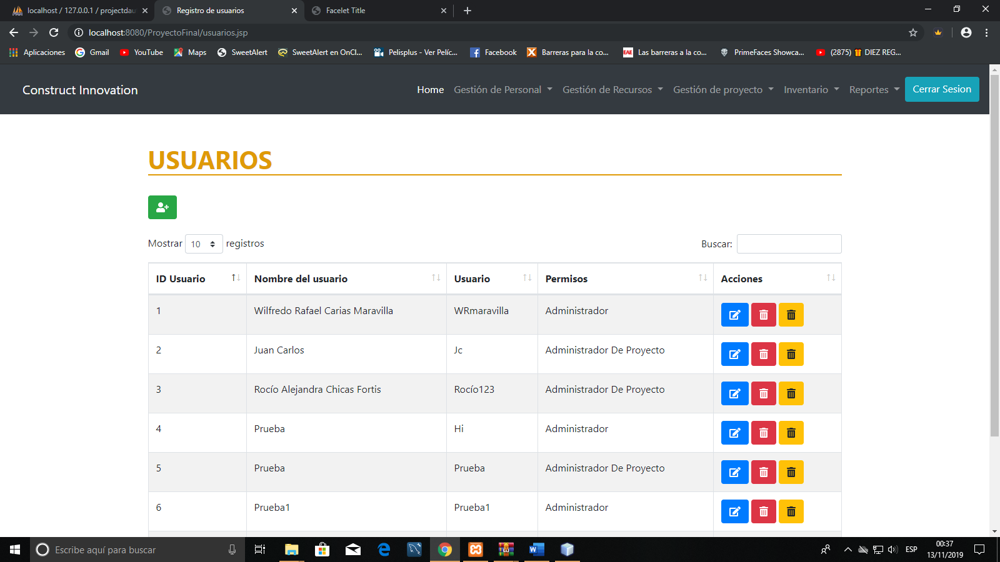 localhost / 127.0.0.1 / projectdau
Registro de usuarios
Facelet Title
localhost:8080/ProyectoFinal/usuarios.jsp
Aplicaciones
Gmail
YouTube
Maps
SweetAlert
SweetAlert en OnCl...
Pelisplus - Ver Pelíc...
Facebook
Barreras para la co...
EAE
Las barreras a la co...
PrimeFaces Showca...
(2875) DIEZ REG...
Construct Innovation
Home
Gestión de Personal
Gestión de Recursos
Gestión de proyecto
Inventario
Reportes
Cerrar Sesion
USUARIOS
Mostrar 10 registros
Buscar:
ID Usuario Nombre del usuario Usuario Permisos Acciones
1 Wilfredo Rafael Carias Maravilla WRmaravilla Administrador
2 Juan Carlos Jc Administrador De Proyecto
3 Rocío Alejandra Chicas Fortis Rocío123 Administrador De Proyecto
4 Prueba Hi Administrador
5 Prueba Prueba Administrador De Proyecto
6 Prueba1 Prueba1 Administrador
Escribe aquí para buscar
ESP
00:37
13/11/2019